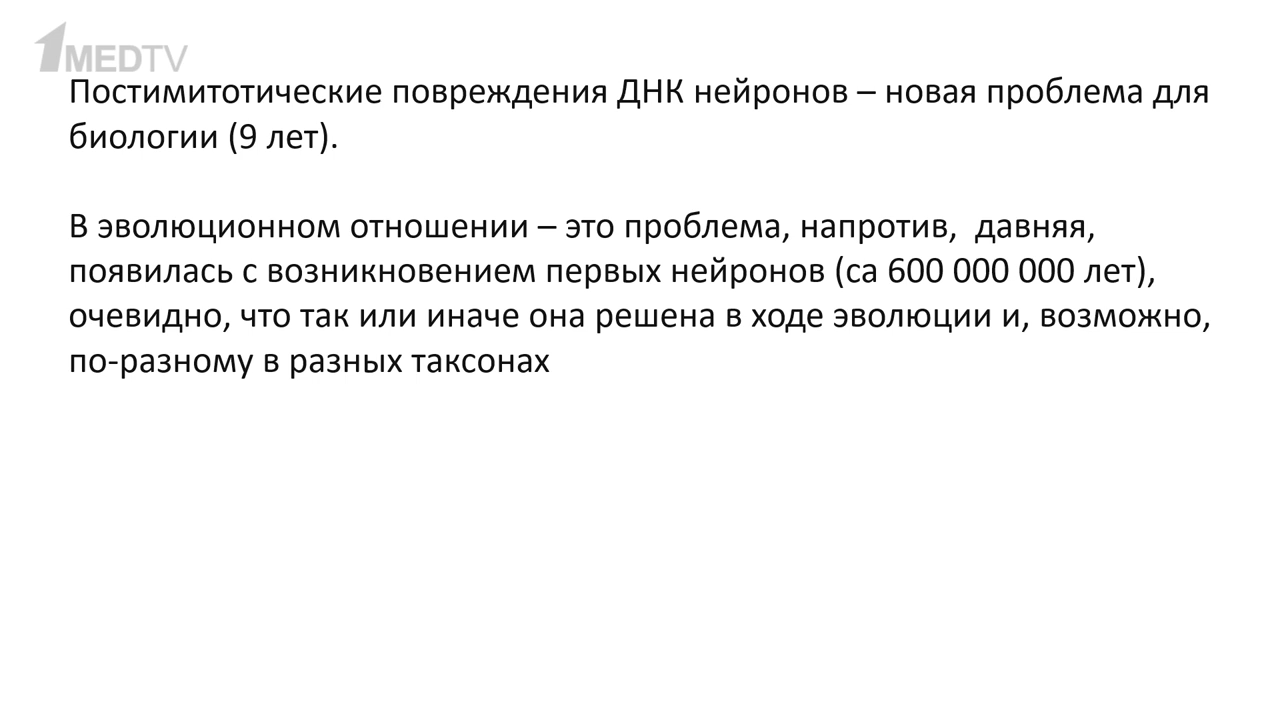 1MEDTV
Постимитотические повреждения ДНК нейронов – новая проблема для
биологии (9 лет).
В эволюционном отношении – это проблема, напротив,  давняя,
появилась с возникновением первых нейронов (са 600 000 000 лет),
очевидно, что так или иначе она решена в ходе эволюции и, возможно,
по-разному в разных таксонах